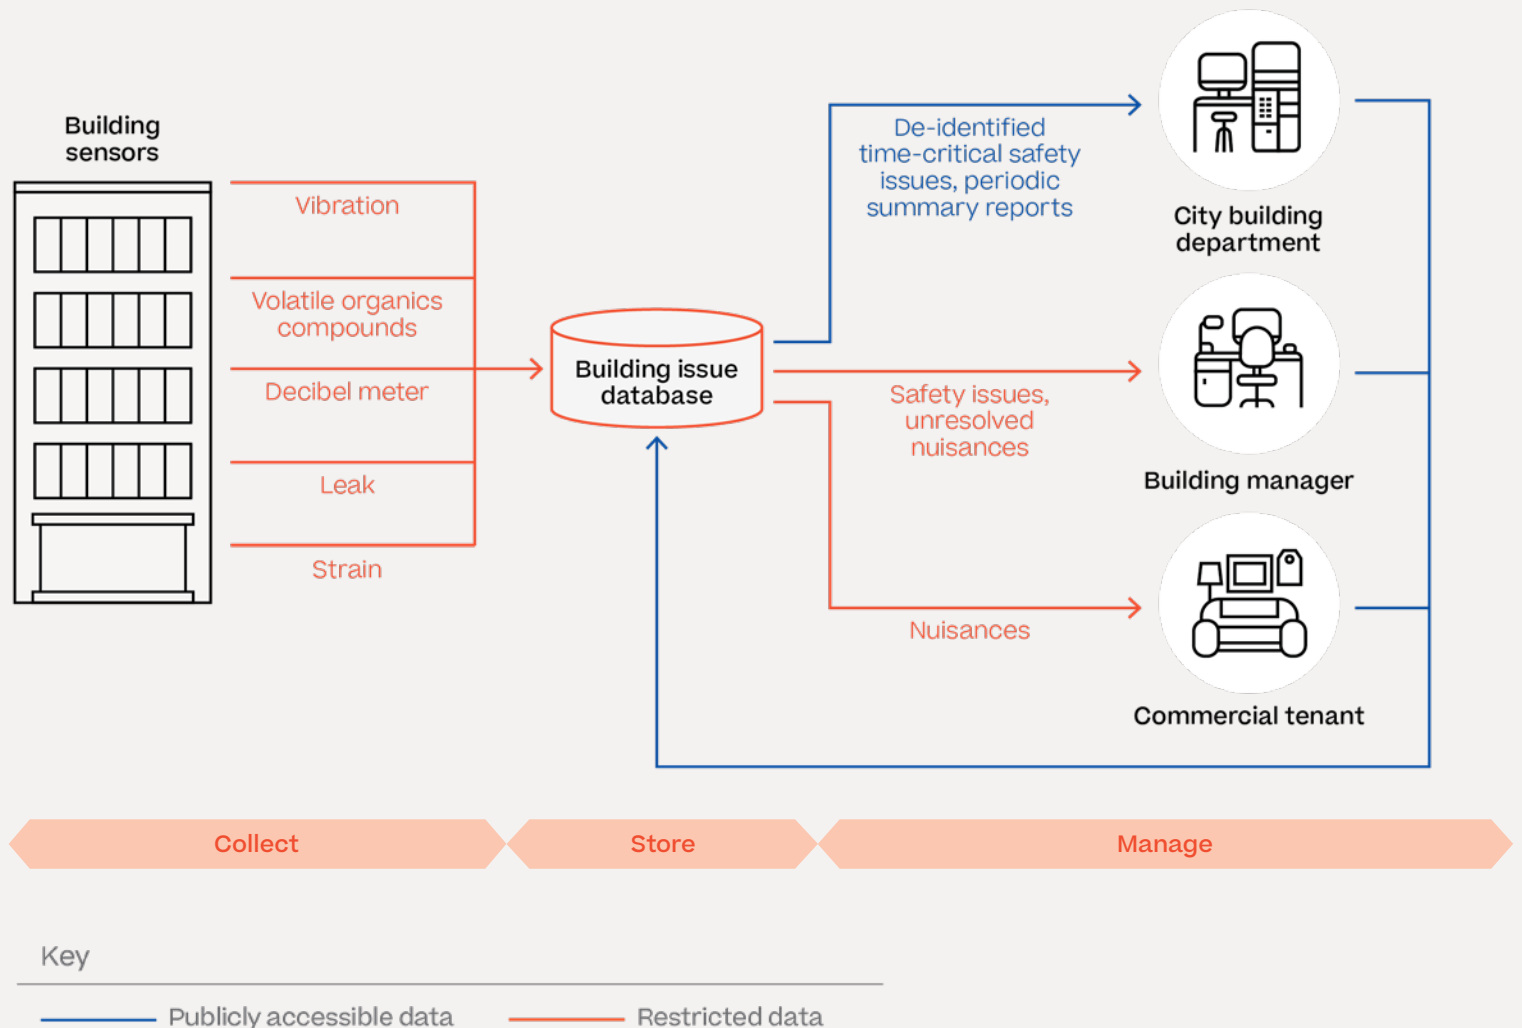 Building
sensors
Vibration
Volatile organics
compounds
Decibel meter
Leak
Strain
Building issue
database
De-identified
time-critical safety
issues, periodic
summary reports
Safety issues,
unresolved
nuisances
Nuisances
City building
department
Building manager
Commercial tenant
Collect
Store
Manage
Key
Publicly accessible data
Restricted data